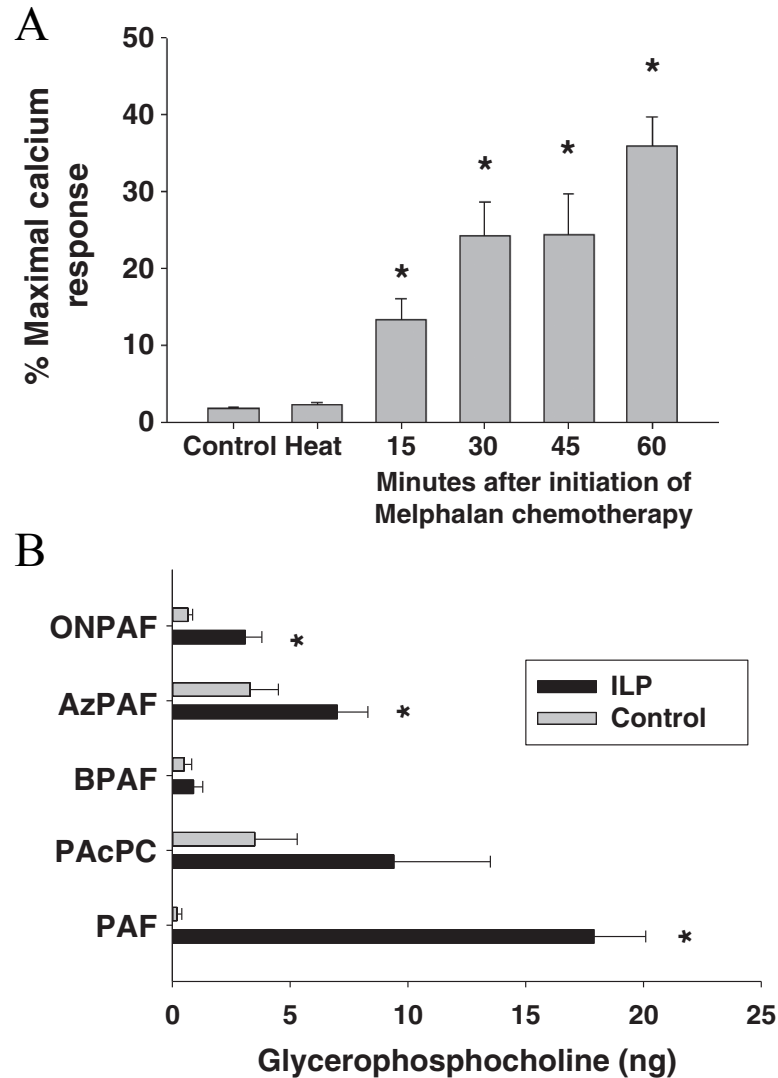 A
50
40
30
20
10
0
% Maximal calcium
response
*
*
*
*
Control Heat 15 30 45 60
Minutes after initiation of
Melphalan chemotherapy
B
ONPAF
*
AzPAF
*
BPAF
PAcPC
PAF
*
ILP
Control
0 5 10 15 20 25
Glycerophosphocholine (ng)